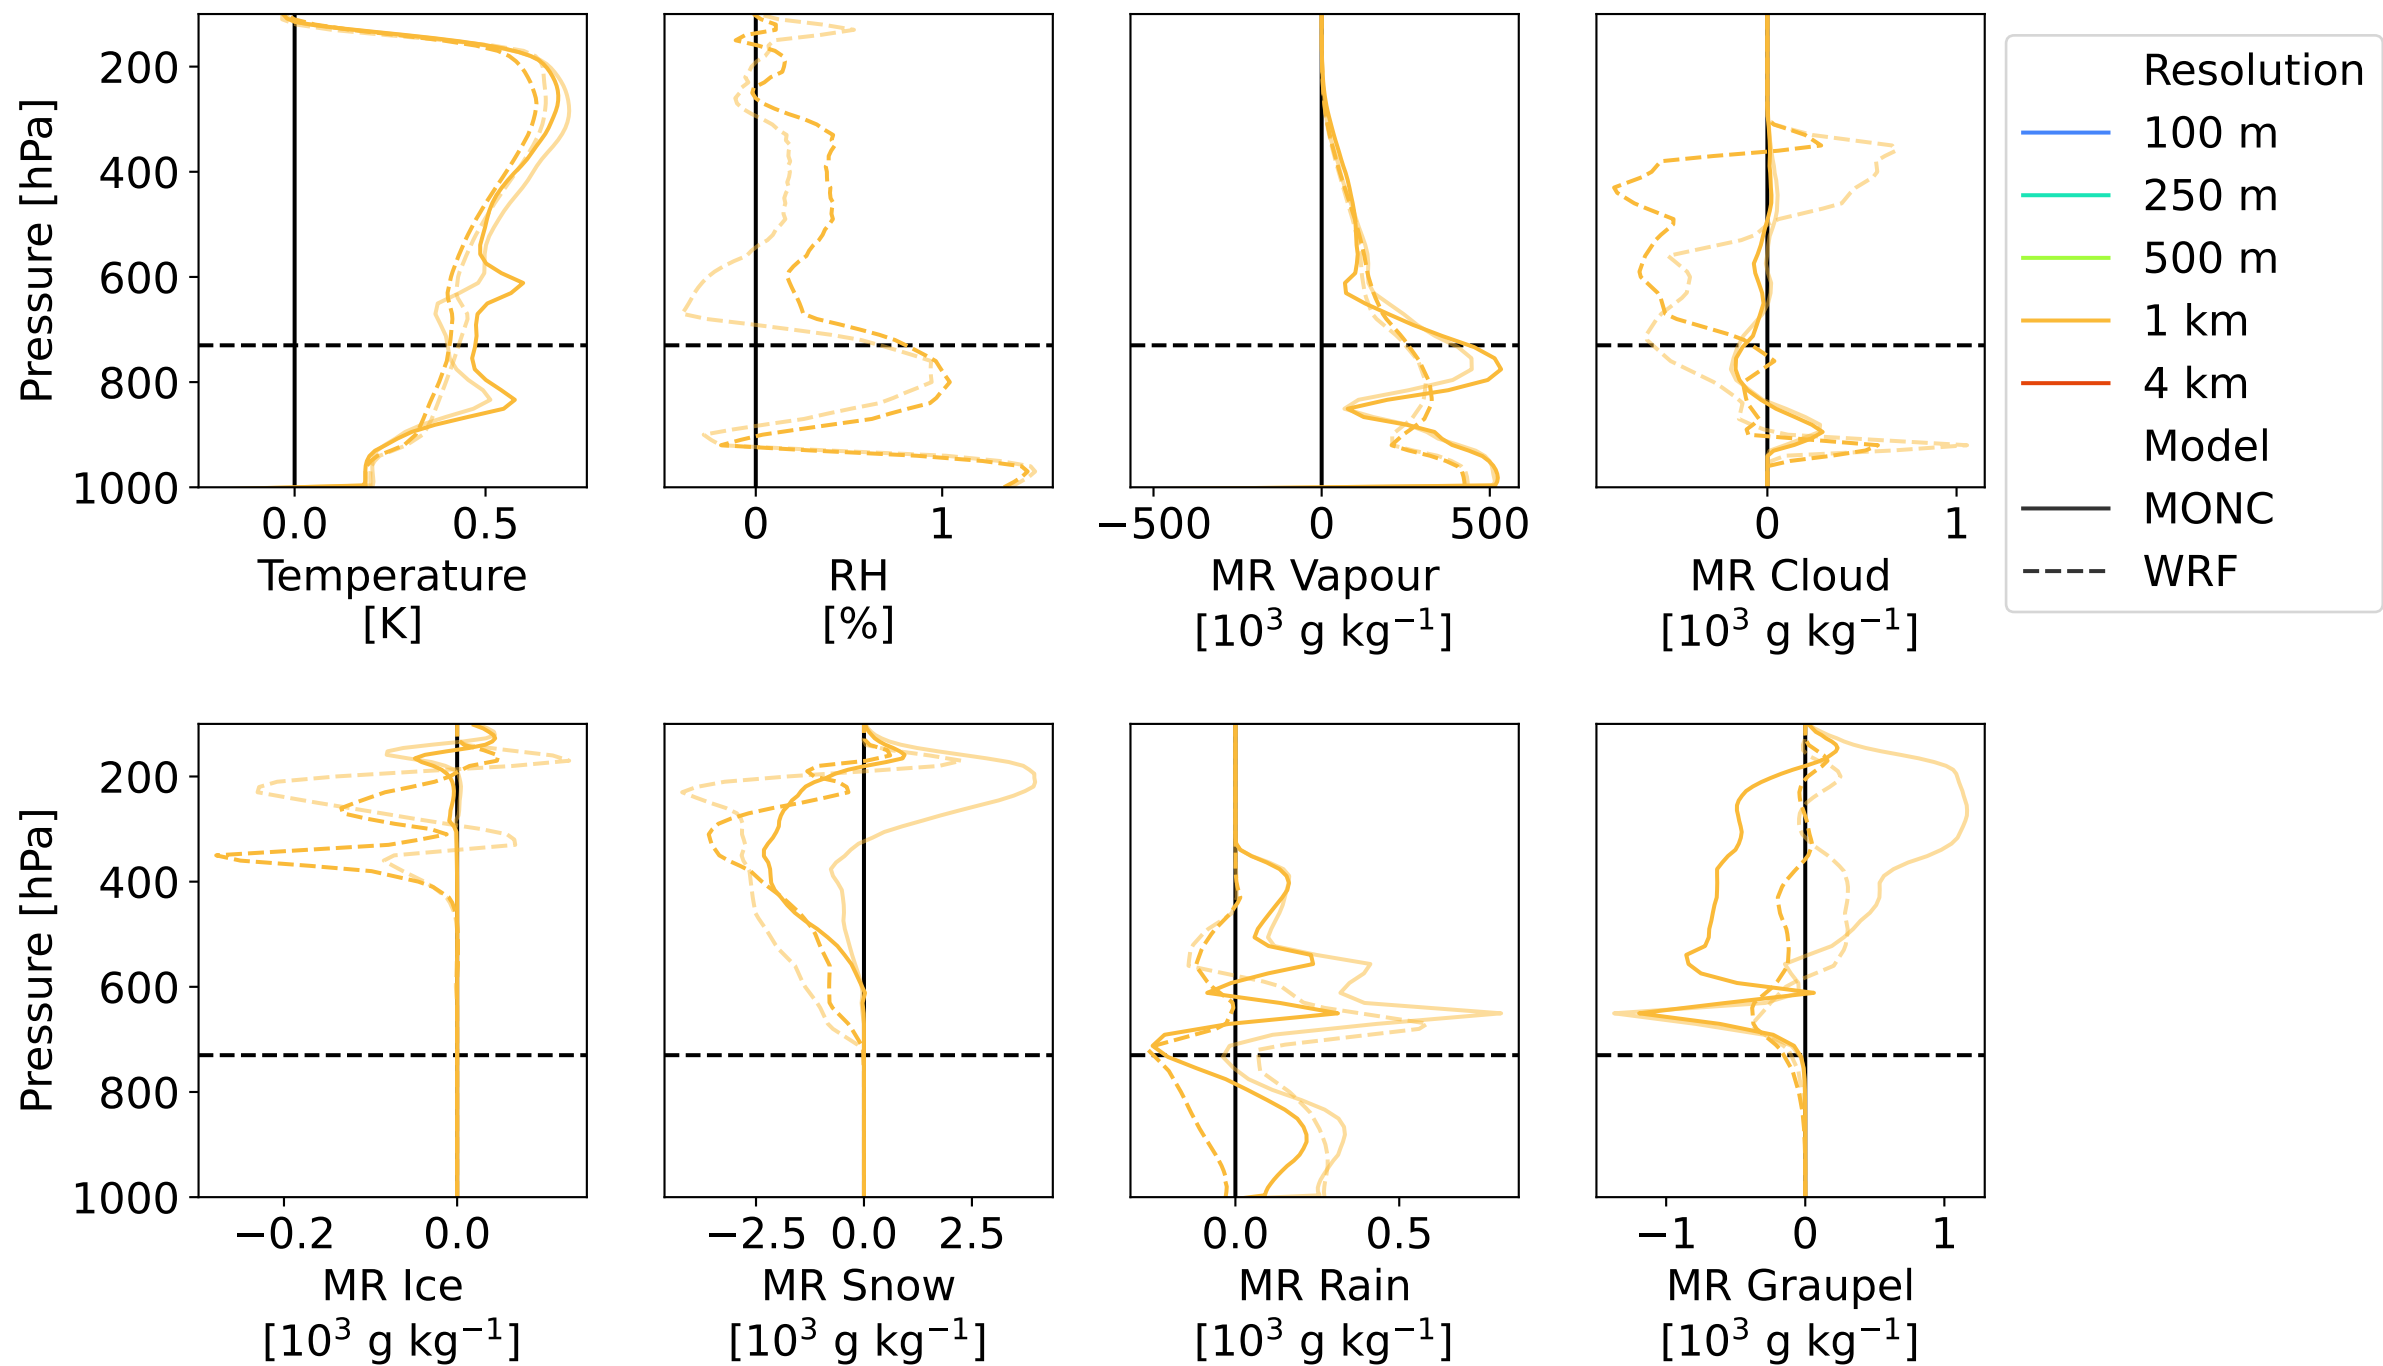 Pressure [hPa]
200
400
600
800
1000
0.0 0.5
Temperature
[K]
0 1
RH
[%]
−500 0 500
MR Vapour
[10³ g kg⁻¹]
0 1
MR Cloud
[10³ g kg⁻¹]
Resolution
100 m
250 m
500 m
1 km
4 km
Model
MONC
WRF
Pressure [hPa]
200
400
600
800
1000
−0.2 0.0
MR Ice
[10³ g kg⁻¹]
−2.5 0.0 2.5
MR Snow
[10³ g kg⁻¹]
0.0 0.5
MR Rain
[10³ g kg⁻¹]
−1 0 1
MR Graupel
[10³ g kg⁻¹]